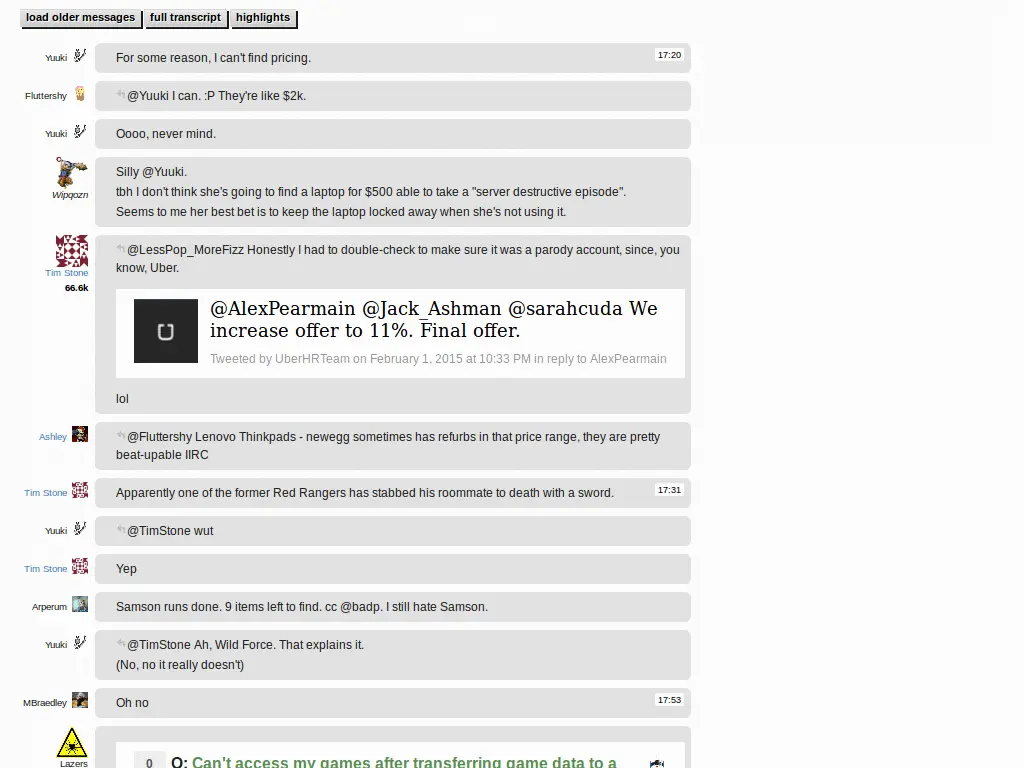 load older messages full transcript highlights
Yuuki
For some reason, I can't find pricing.
17:20
Fluttershy
@Yuuki I can. :P They're like $2k.
Yuuki
Oooo, never mind.
Wipqozn
Silly @Yuuki.
tbh I don't think she's going to find a laptop for $500 able to take a "server destructive episode".
Seems to me her best bet is to keep the laptop locked away when she's not using it.
Tim Stone
66.6k
@LessPop_MoreFizz Honestly I had to double-check to make sure it was a parody account, since, you
know, Uber.
@AlexPearmain @Jack_Ashman @sarahcuda We
increase offer to 11%. Final offer.
Tweeted by UberHRTeam on February 1, 2015 at 10:33 PM in reply to AlexPearmain
lol
Ashley
@Fluttershy Lenovo Thinkpads - newegg sometimes has refurbs in that price range, they are pretty
beat-upable IIRC
Tim Stone
Apparently one of the former Red Rangers has stabbed his roommate to death with a sword.
17:31
Yuuki
@TimStone wut
Tim Stone
Yep
Arperum
Samson runs done. 9 items left to find. cc @badp. I still hate Samson.
Yuuki
@TimStone Ah, Wild Force. That explains it.
(No, no it really doesn't)
MBraedley
Oh no
17:53
Lazers
0
Q: Can't access my games after transferring game data to a